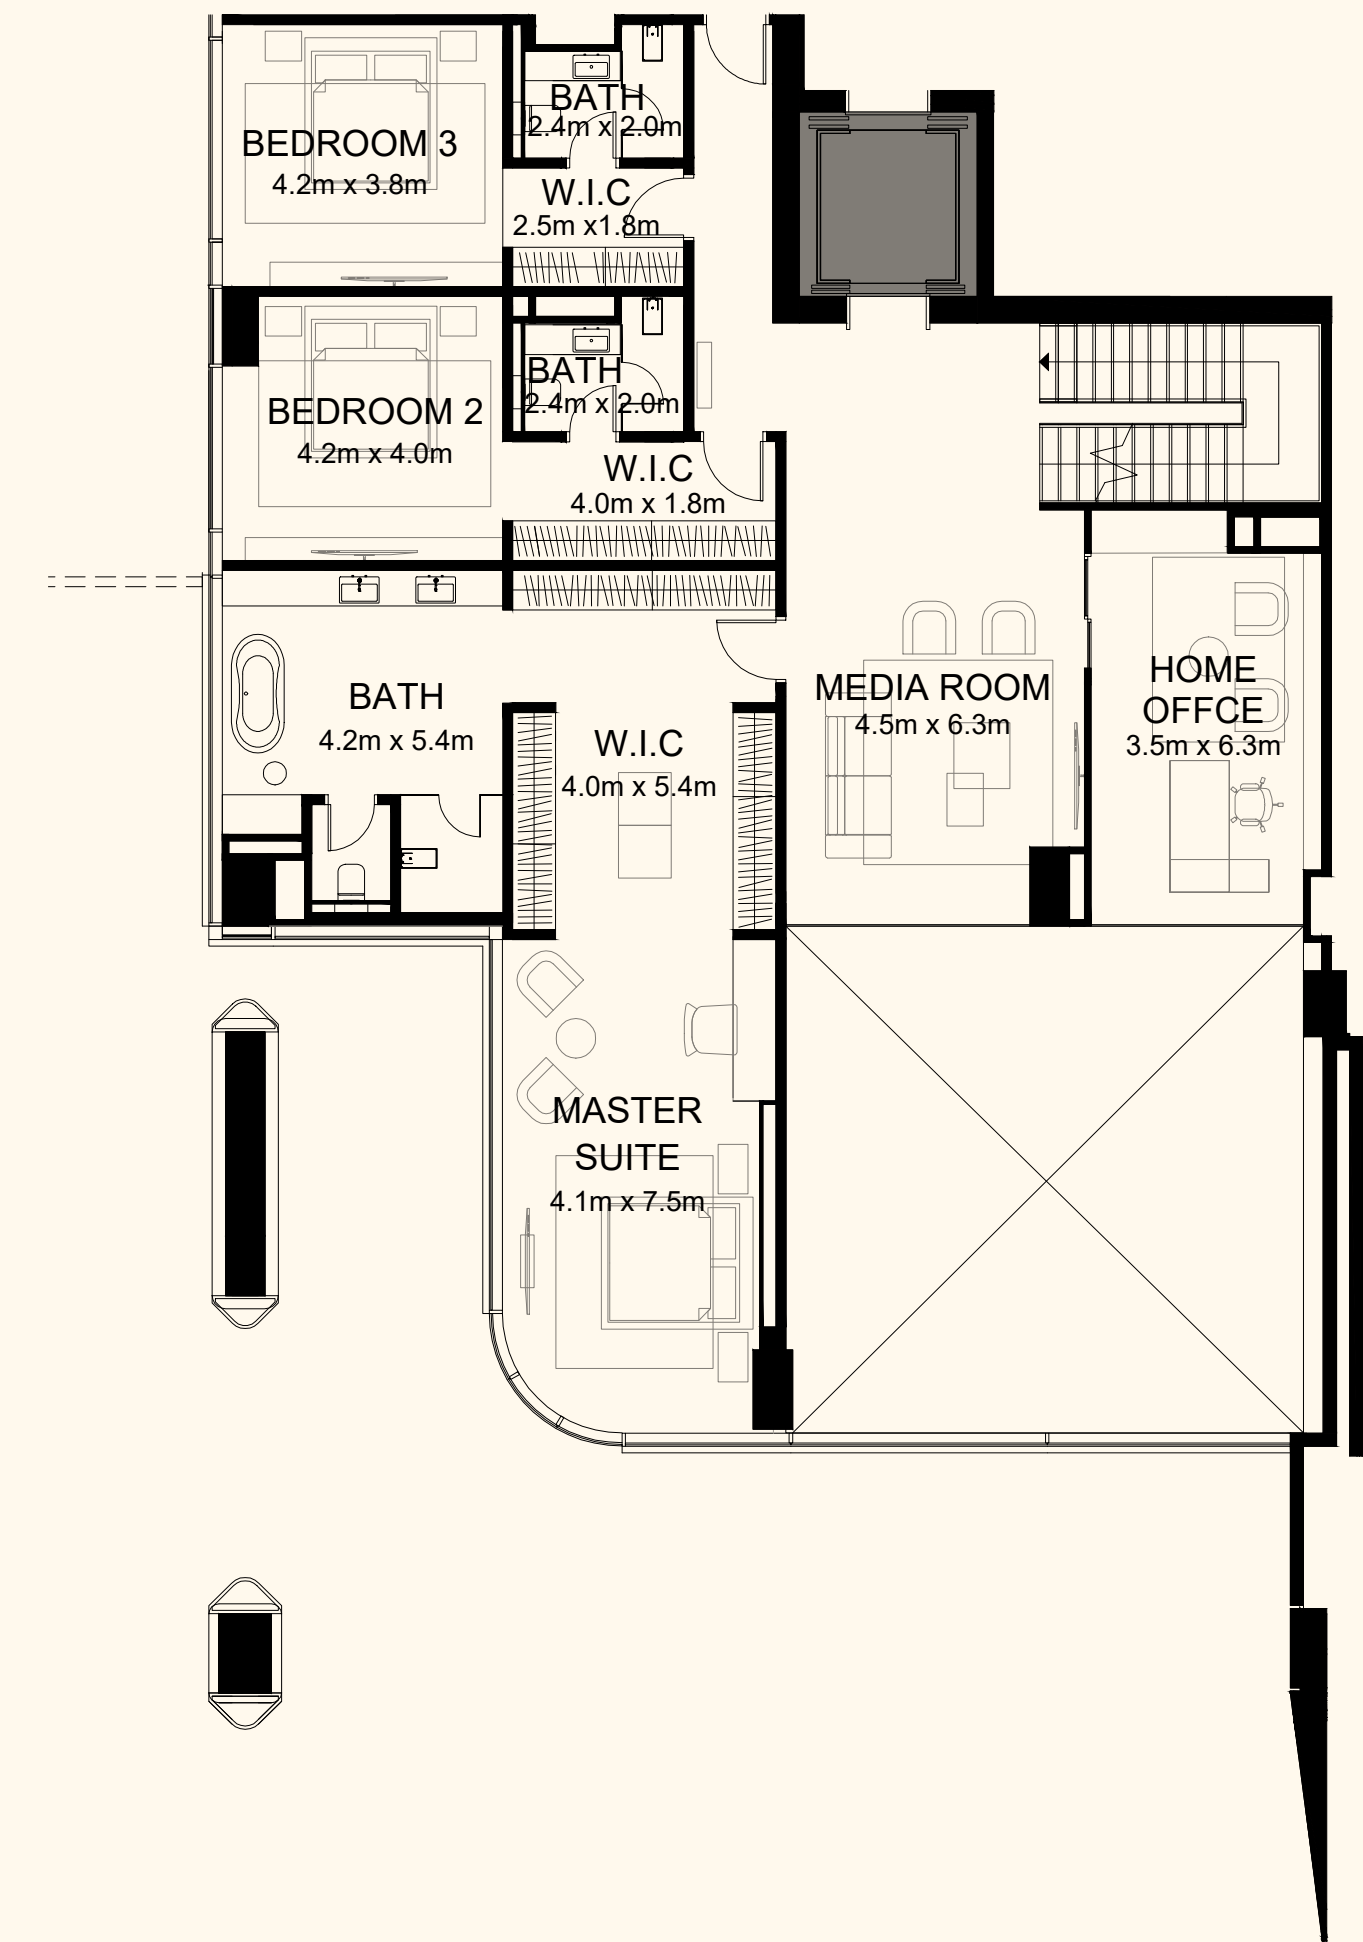 BATH
2.4m x 2.0m
BEDROOM 3
4.2m x 3.8m
W.I.C
2.5m x1.8m
BATH
2.4m x 2.0m
BEDROOM 2
4.2m x 4.0m
W.I.C
4.0m x 1.8m
BATH
4.2m x 5.4m
W.I.C
4.0m x 5.4m
MEDIA ROOM
4.5m x 6.3m
HOME
OFFCE
3.5m x 6.3m
MASTER
SUITE
4.1m x 7.5m